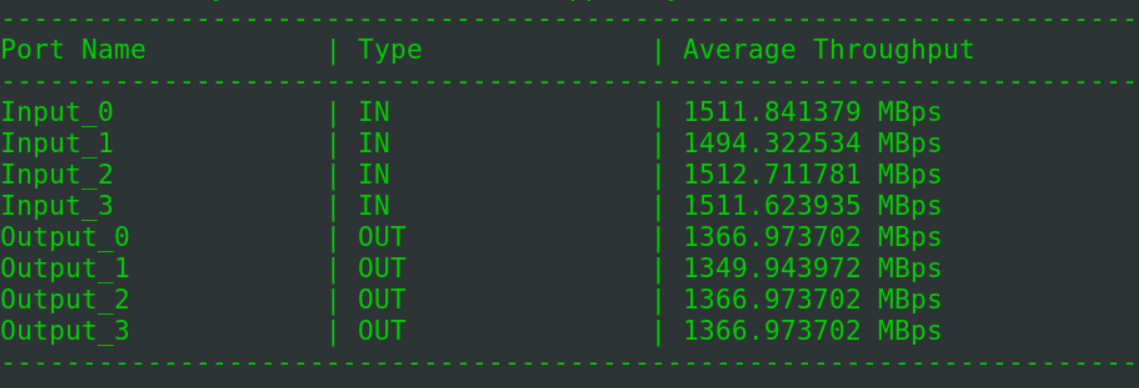 Port Name | Type | Average Throughput
Input_0 | IN | 1511.841379 MBps
Input_1 | IN | 1494.322534 MBps
Input_2 | IN | 1512.711781 MBps
Input_3 | IN | 1511.623935 MBps
Output_0 | OUT | 1366.973702 MBps
Output_1 | OUT | 1349.943972 MBps
Output_2 | OUT | 1366.973702 MBps
Output_3 | OUT | 1366.973702 MBps